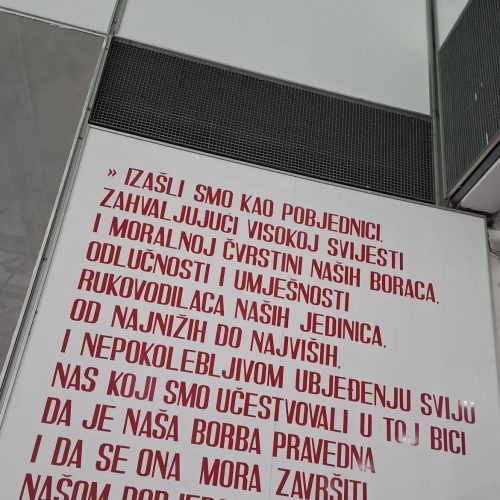 » IZAŠLI SMO KAO POBJEDNICI,
ZAHVALJUJUĆI VISOKOJ SVIJESTI
I MORALNOJ ČVRSTINI NAŠIH BORACA,
ODLUČNOSTI I UMJEŠNOSTI
RUKOVODILACA NAŠIH JEDINICA,
OD NAJNIŽIH DO NAJVIŠIH,
I NEPOKOLEBLJIVOM UBJEĐENJU SVIJU
NAS KOJI SMO UČESTVOVALI U TOJ BICI
DA JE NAŠA BORBA PRAVEDNA
I DA SE ONA MORA ZAVRŠITI
NAŠOM